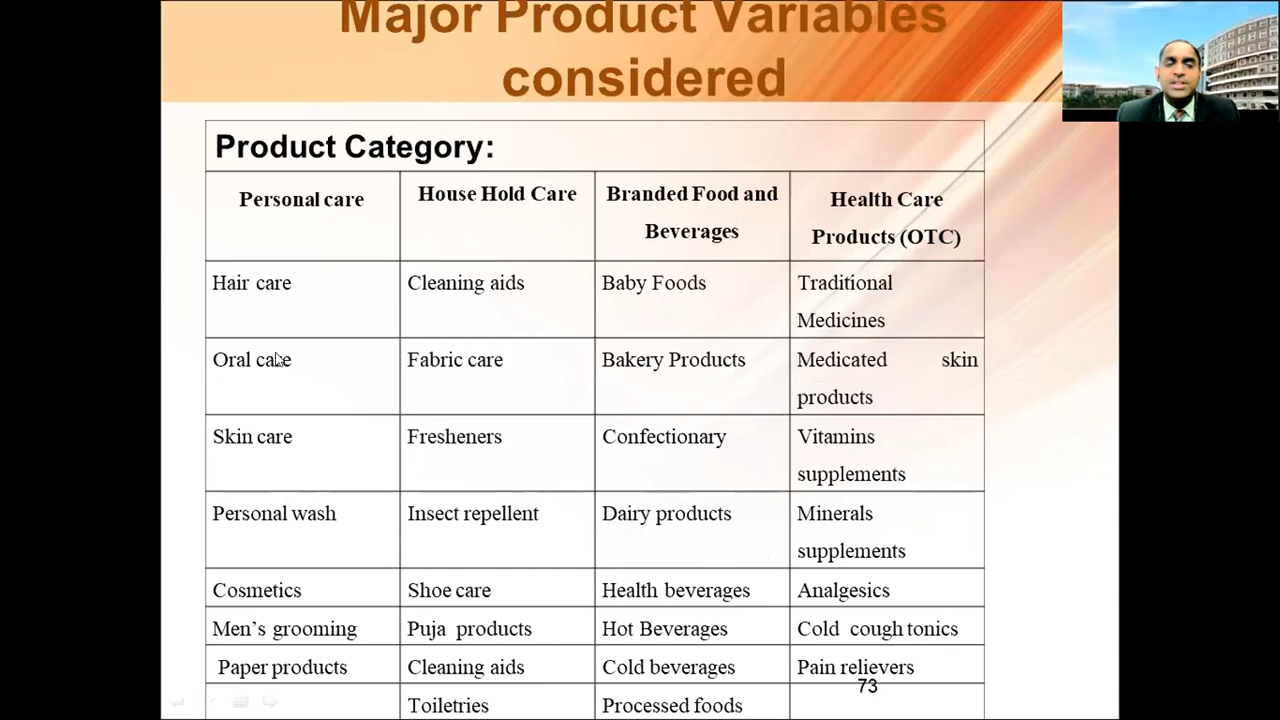 Major Product Variables
considered
Product Category:
Personal care
House Hold Care
Branded Food and
Beverages
Health Care
Products (OTC)
Hair care
Cleaning aids
Baby Foods
Traditional
Medicines
Oral care
Fabric care
Bakery Products
Medicated skin
products
Skin care
Fresheners
Confectionary
Vitamins
supplements
Personal wash
Insect repellent
Dairy products
Minerals
supplements
Cosmetics
Shoe care
Health beverages
Analgesics
Men’s grooming
Puja products
Hot Beverages
Cold cough tonics
Paper products
Cleaning aids
Cold beverages
Pain relievers
Toiletries
Processed foods
73